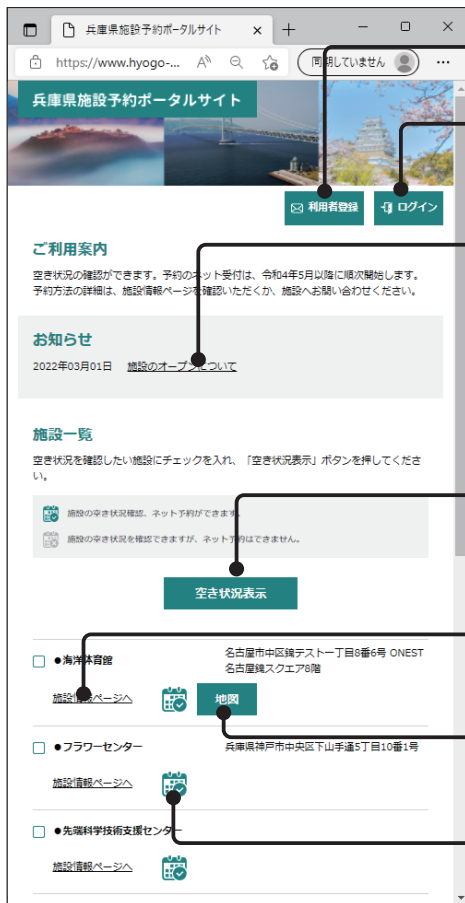 兵庫県施設予約ポータルサイト
https://www.hyogo-...
同期していません
兵庫県施設予約ポータルサイト
利用者登録
ログイン
ご利用案内
空き状況の確認ができます。予約のネット受付は、令和4年5月以降に順次開始します。
予約方法の詳細は、施設情報ページを確認いただくか、施設へお問い合わせください。
お知らせ
2022年03月01日 施設のオープンについて
施設一覧
空き状況を確認したい施設にチェックを入れ、「空き状況表示」ボタンを押してくださ
い。
施設の空き状況確認、ネット予約ができます。
施設の空き状況を確認できますが、ネット予約はできません。
空き状況表示
●海洋体育館
名古屋市中区錦テスト一丁目8番6号 ONEST
名古屋錦スクエア8階
施設情報ページへ
地図
●フラワーセンター
兵庫県神戸市中央区下山手通5丁目10番1号
施設情報ページへ
●先端科学技術支援センター
施設情報ページへ